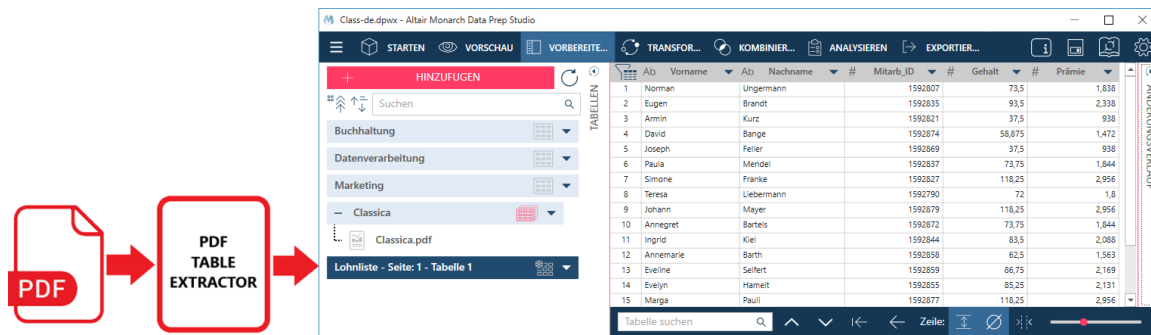 Class-de.dpwx - Altair Monarch Data Prep Studio
STARTEN VORSCHAU VORBEREITE... TRANSFOR... KOMBINIER... ANALYSIEREN EXPORTIER...
HINZUFUGEN
Suchen
TABELLEN
Buchhaltung
Datenverarbeitung
Marketing
Classica
Classica.pdf
Lohnliste - Seite: 1 - Tabelle 1
Ab Vorname Ab Nachname # Mitarb_ID # Gehalt # Prämie
1 Norman Ungermann 1592807 73,5 1,838
2 Eugen Brandt 1592835 93,5 2,338
3 Armin Kurz 1592821 37,5 938
4 David Bange 1592874 58,875 1,472
5 Joseph Feller 1592869 37,5 938
6 Paula Mendel 1592837 73,75 1,844
7 Simone Franke 1592827 118,25 2,956
8 Teresa Liebermann 1592790 72 1,8
9 Johann Mayer 1592879 118,25 2,956
10 Annegret Bartels 1592872 73,75 1,844
11 Ingrid Kiel 1592844 83,5 2,088
12 Annemarie Barth 1592858 62,5 1,563
13 Eveline Seifert 1592859 86,75 2,169
14 Evelyn Hamelt 1592855 85,25 2,131
15 Marga Pauli 1592877 118,25 2,956
Tabelle suchen Zeile:
ÄNDERUNGSVERLAUF
PDF
PDF
TABLE
EXTRACTOR